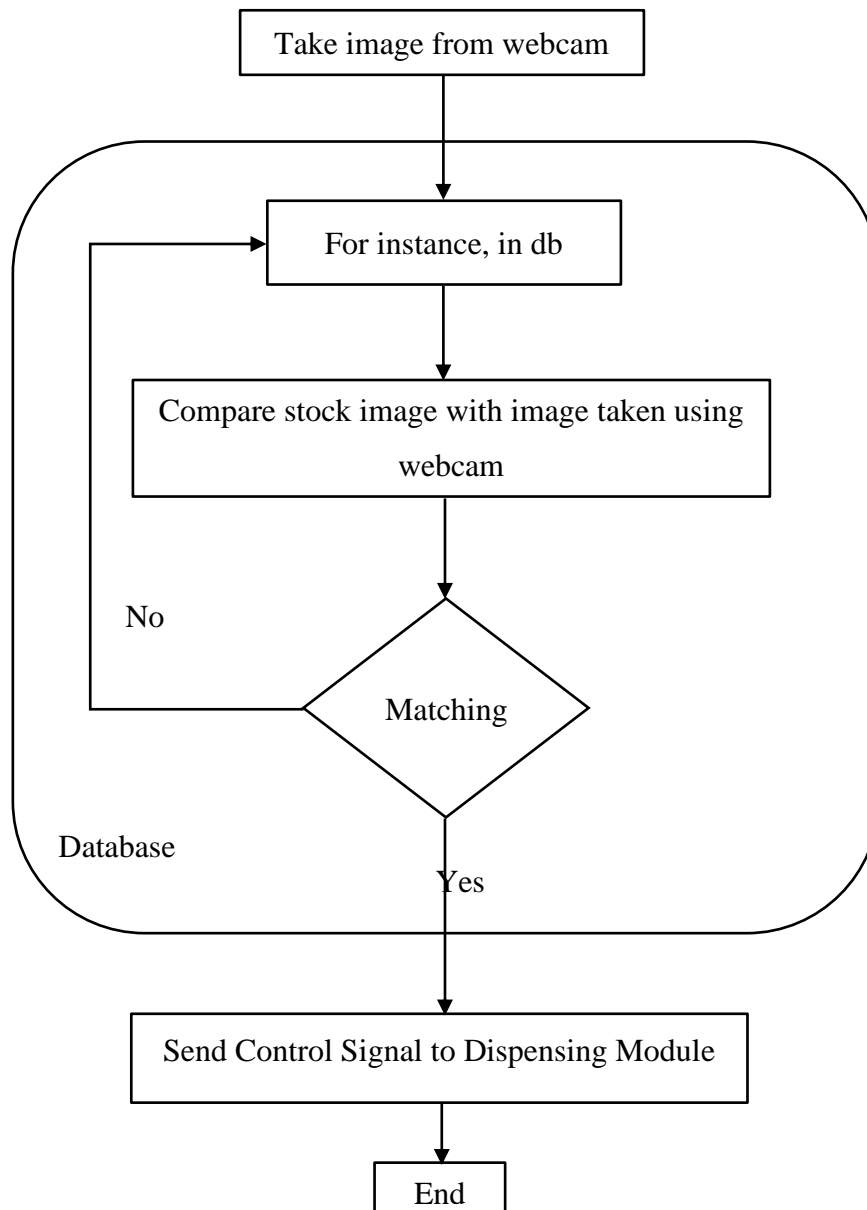 Take image from webcam
For instance, in db
Compare stock image with image taken using
webcam
No
Matching
Database
Yes
Send Control Signal to Dispensing Module
End